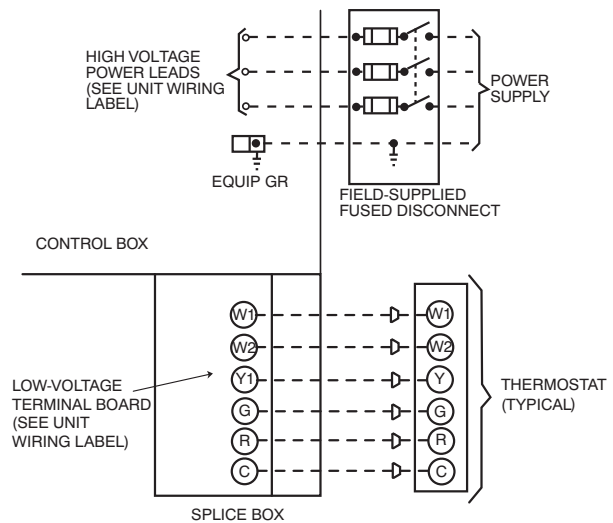 HIGH VOLTAGE
POWER LEADS
(SEE UNIT WIRING
LABEL)
POWER
SUPPLY
EQUIP GR
FIELD-SUPPLIED
FUSED DISCONNECT
CONTROL BOX
LOW-VOLTAGE
TERMINAL BOARD
(SEE UNIT
WIRING LABEL)
W1
W2
Y1
G
R
C
W1
W2
Y
G
R
C
THERMOSTAT
(TYPICAL)
SPLICE BOX